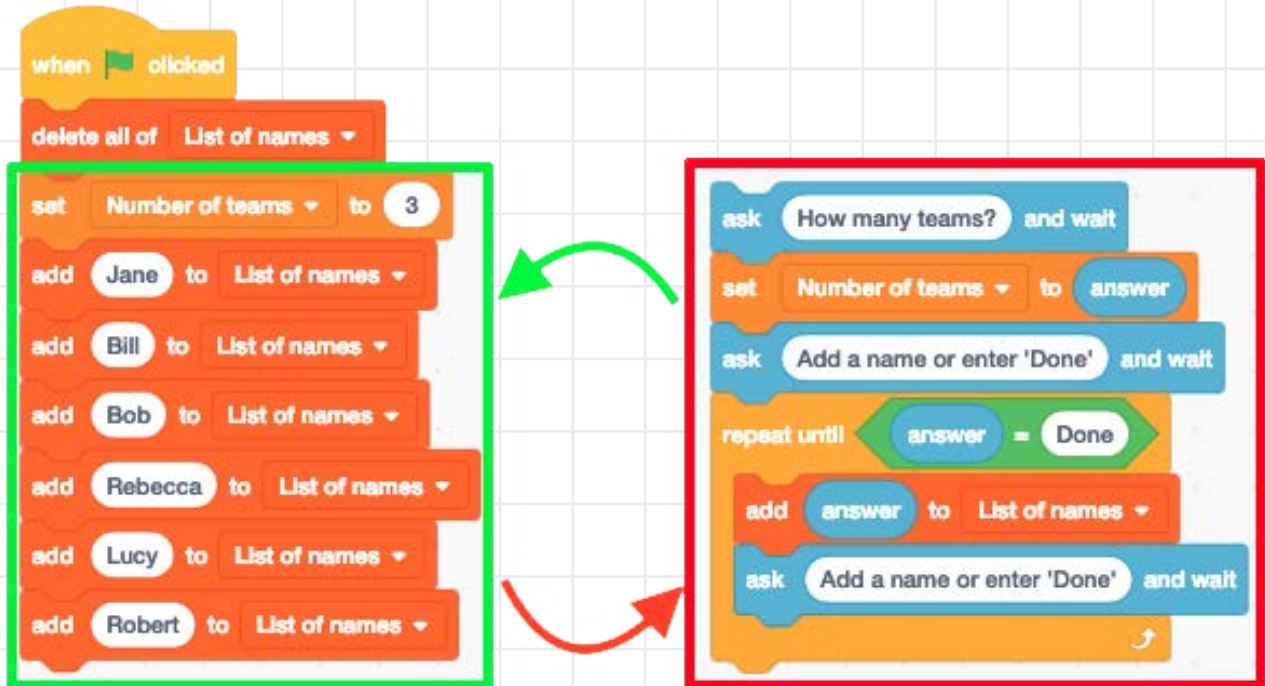 when clicked
delete all of List of names
set Number of teams to 3
add Jane to List of names
add Bill to List of names
add Bob to List of names
add Rebecca to List of names
add Lucy to List of names
add Robert to List of names
ask How many teams? and wait
set Number of teams to answer
ask Add a name or enter 'Done' and wait
repeat until answer = Done
add answer to List of names
ask Add a name or enter 'Done' and wait